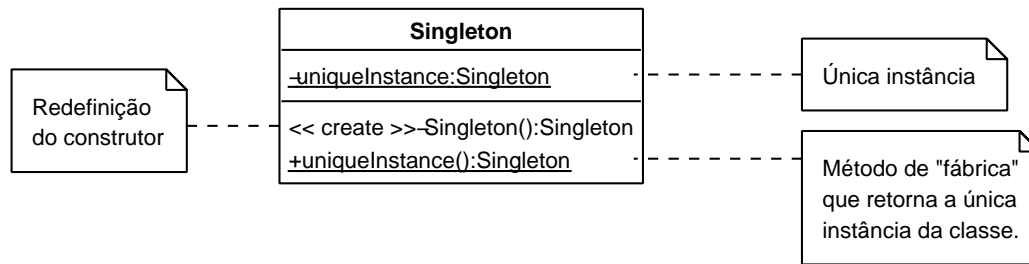 Singleton
-uniqueInstance:Singleton
Única instância
Redefinição
do construtor
<< create >>-Singleton():Singleton
+uniqueInstance():Singleton
Método de "fábrica"
que retorna a única
instância da classe.